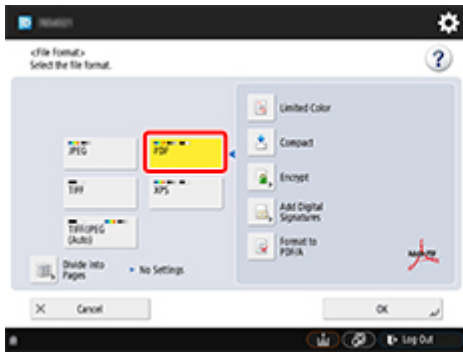 <File Format>
Select the file format.
?
Limited Color
JPEG
PDF
Compact
TIFF
XPS
Encrypt
TIFF/JPEG
(Auto)
Add Digital
Signatures
Format to
PDF/A
Divide Into
Pages
No Settings
Cancel
OK
Log Out